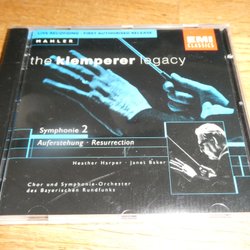 LIVE RECORDING · FIRST AUTHORISED RELEASE
MAHLER
EMI
CLASSICS
the klemperer legacy
Symphonie 2
Auferstehung · Resurrection
Heather Harper · Janet Baker
Chor und Symphonie-Orchester
des Bayerischen Rundfunks